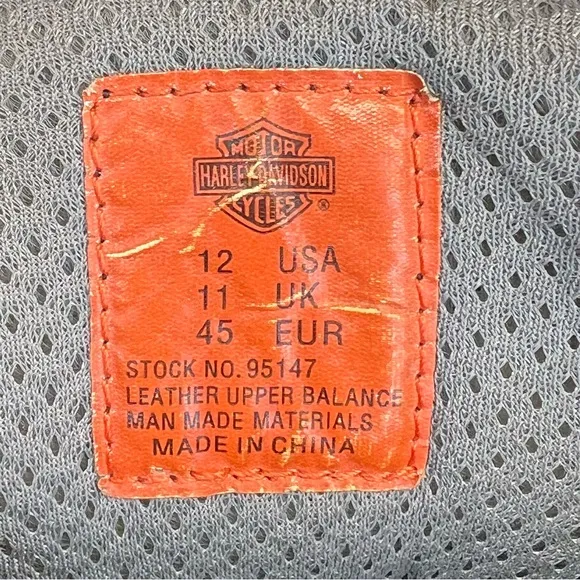 MOTOR
HARLEY-DAVIDSON
CYCLES ®
12 USA
11 UK
45 EUR
STOCK NO. 95147
LEATHER UPPER BALANCE
MAN MADE MATERIALS
MADE IN CHINA